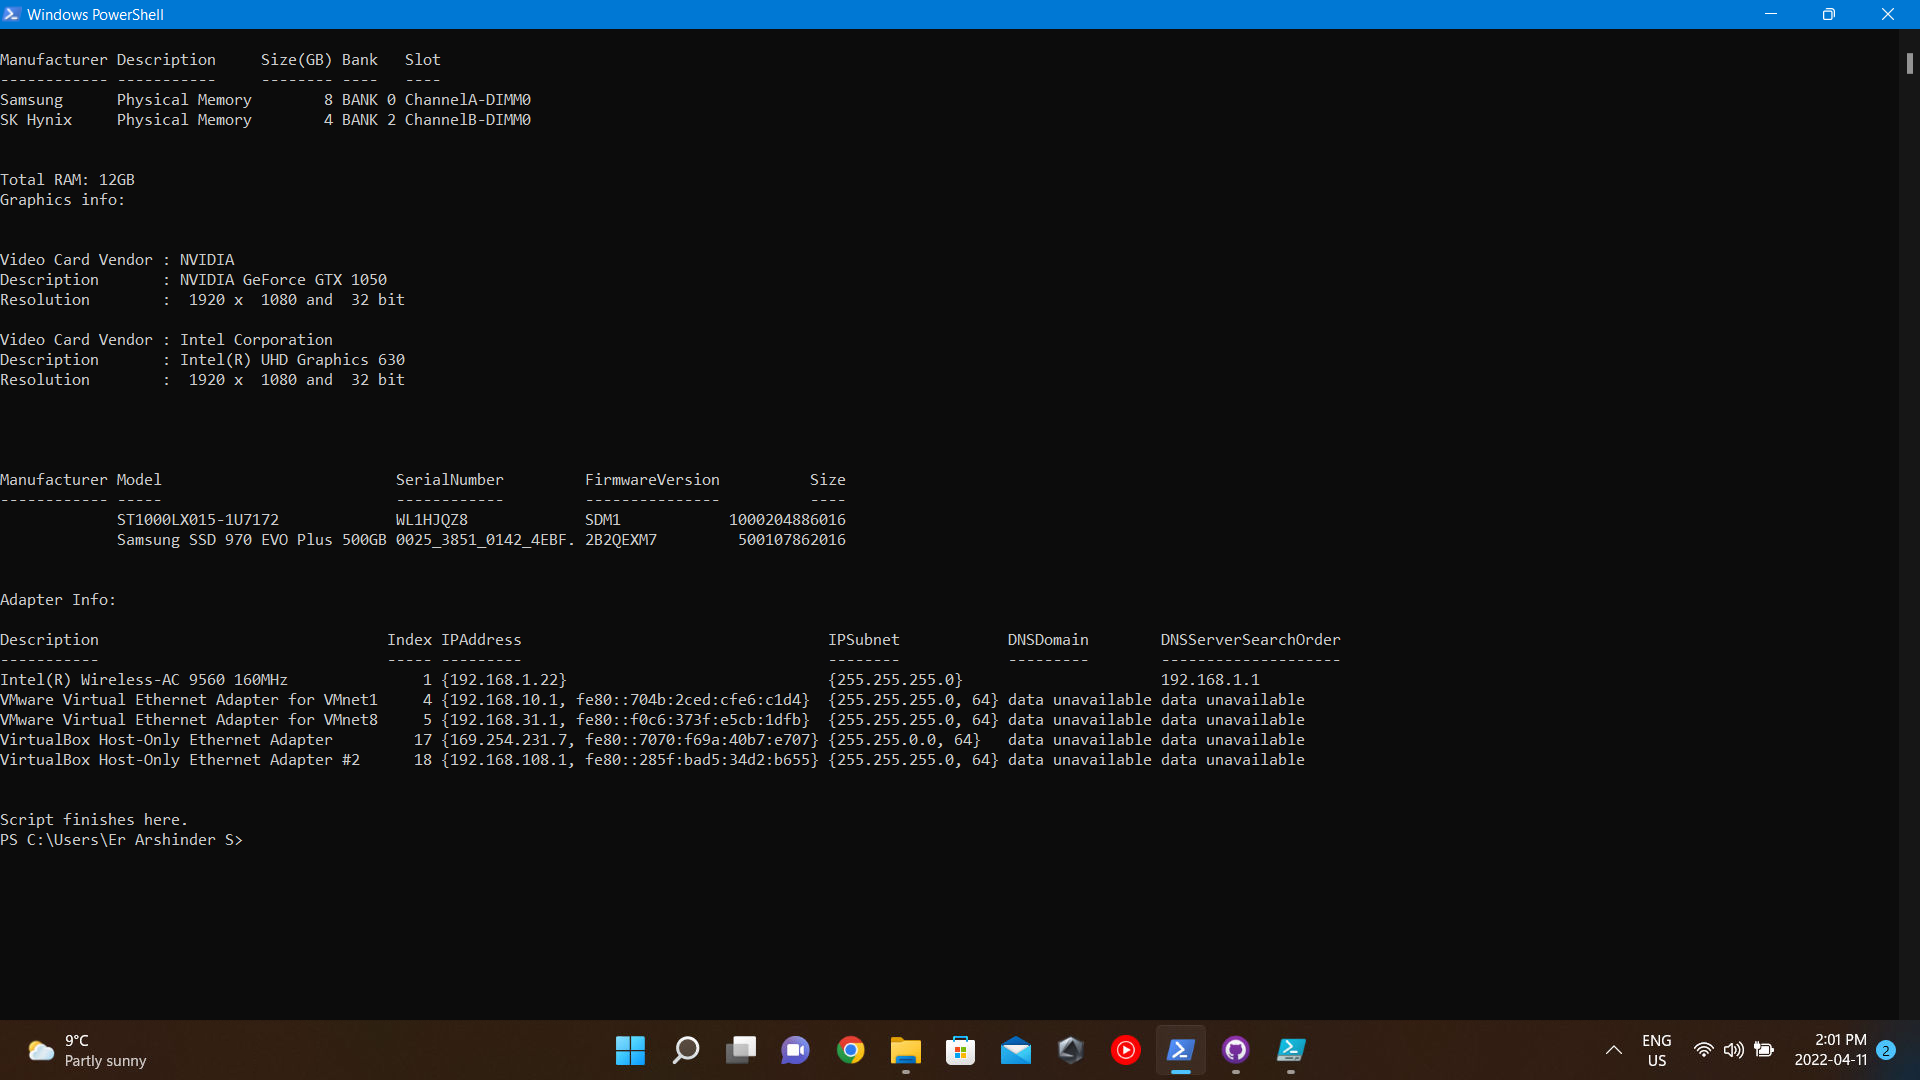 Windows PowerShell
Manufacturer Description     Size(GB) Bank   Slot
------------ -----------     -------- ----   ----
Samsung      Physical Memory        8 BANK 0 ChannelA-DIMM0
SK Hynix     Physical Memory        4 BANK 2 ChannelB-DIMM0
Total RAM: 12GB
Graphics info:
Video Card Vendor : NVIDIA
Description       : NVIDIA GeForce GTX 1050
Resolution        :  1920 x  1080 and  32 bit
Video Card Vendor : Intel Corporation
Description       : Intel(R) UHD Graphics 630
Resolution        :  1920 x  1080 and  32 bit
Manufacturer Model                          SerialNumber         FirmwareVersion          Size
------------ -----                          ------------         ---------------          ----
             ST1000LX015-1U7172             WL1HJQZ8             SDM1            1000204886016
             Samsung SSD 970 EVO Plus 500GB 0025_3851_0142_4EBF. 2B2QEXM7         500107862016
Adapter Info:
Description                                Index IPAddress                                  IPSubnet            DNSDomain        DNSServerSearchOrder
-----------                                ----- ---------                                  --------            ---------        --------------------
Intel(R) Wireless-AC 9560 160MHz               1 {192.168.1.22}                             {255.255.255.0}                      192.168.1.1
VMware Virtual Ethernet Adapter for VMnet1     4 {192.168.10.1, fe80::704b:2ced:cfe6:c1d4}  {255.255.255.0, 64} data unavailable data unavailable
VMware Virtual Ethernet Adapter for VMnet8     5 {192.168.31.1, fe80::f0c6:373f:e5cb:1dfb}  {255.255.255.0, 64} data unavailable data unavailable
VirtualBox Host-Only Ethernet Adapter         17 {169.254.231.7, fe80::7070:f69a:40b7:e707} {255.255.0.0, 64}   data unavailable data unavailable
VirtualBox Host-Only Ethernet Adapter #2      18 {192.168.108.1, fe80::285f:bad5:34d2:b655} {255.255.255.0, 64} data unavailable data unavailable
Script finishes here.
PS C:\Users\Er Arshinder S>
9°C
Partly sunny
ENG
US
2:01 PM
2022-04-11
2